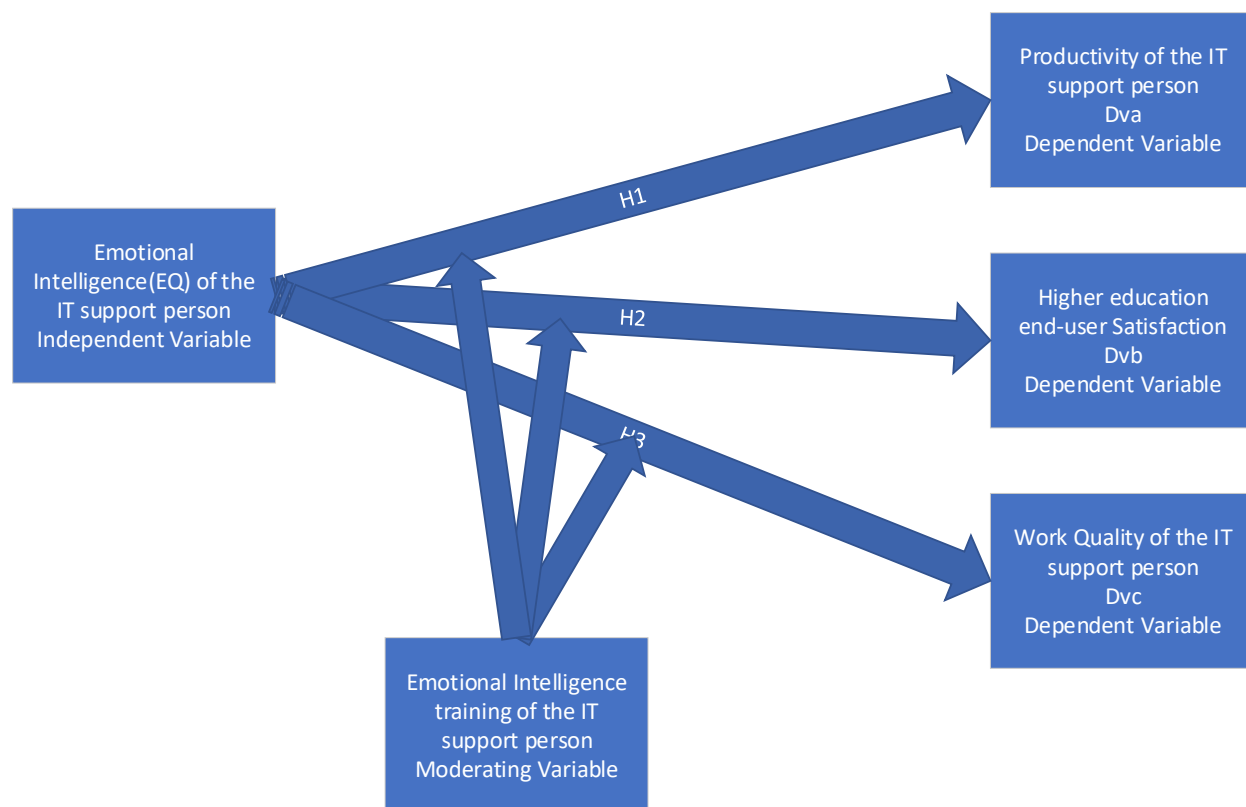 Productivity of the IT
support person
Dva
Dependent Variable
H1
Emotional
Intelligence(EQ) of the
IT support person
Independent Variable
H2
Higher education
end-user Satisfaction
Dvb
Dependent Variable
H3
Work Quality of the IT
support person
Dvc
Dependent Variable
Emotional Intelligence
training of the IT
support person
Moderating Variable